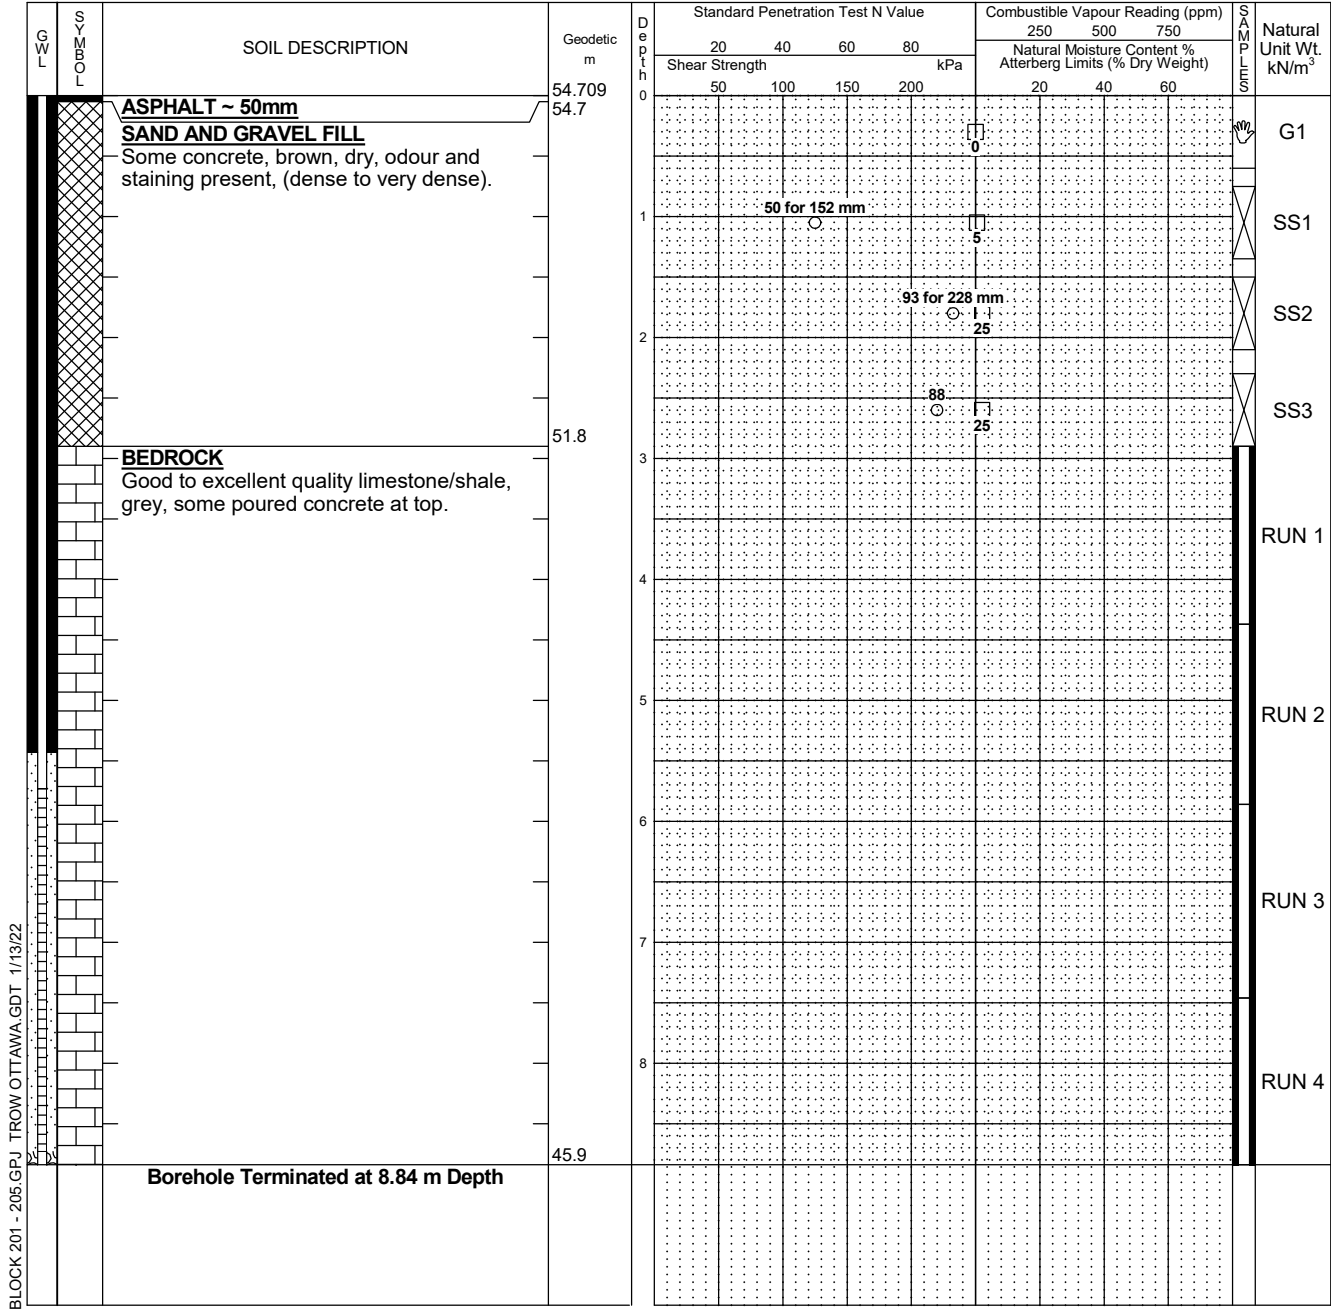 GWL
SYMBOL
SOIL DESCRIPTION
Geodetic
m
Depth
Standard Penetration Test N Value
20 40 60 80
Shear Strength kPa
50 100 150 200
Combustible Vapour Reading (ppm)
250 500 750
Natural Moisture Content %
Atterberg Limits (% Dry Weight)
20 40 60
SAMPLES
Natural
Unit Wt.
kN/m³
54.709
0
ASPHALT ~ 50mm
54.7
SAND AND GRAVEL FILL
Some concrete, brown, dry, odour and
staining present, (dense to very dense).
0
G1
50 for 152 mm
1
5
SS1
93 for 228 mm
25
SS2
2
88
25
SS3
51.8
BEDROCK
Good to excellent quality limestone/shale,
grey, some poured concrete at top.
3
RUN 1
4
5
RUN 2
6
RUN 3
7
8
RUN 4
45.9
Borehole Terminated at 8.84 m Depth
BLOCK 201 - 205.GPJ TROW OTTAWA.GDT 1/13/22